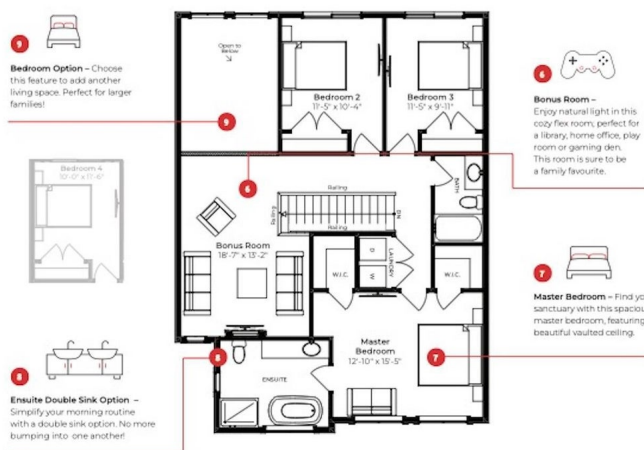 9
Bedroom Option – Choose
this feature to add another
living space. Perfect for larger
families!
Bedroom 4
10'-0" x 11'-6"
8
Ensuite Double Sink Option –
Simplify your morning routine
with a double sink option. No more
bumping into one another!
Open to
Below
9
Bedroom 2
11'-5" x 10'-4"
Bedroom 3
11'-5" x 9'-11"
6
BATH
Railing
Railing
Railing
DN
Bonus Room
18'-7" x 13'-2"
W.I.C.
D
W
LAUNDRY
W.I.C.
Master
Bedroom
12'-10" x 15'-5"
7
8
ENSUITE
6
Bonus Room –
Enjoy natural light in this
cozy flex room, perfect for
a library, home office, play
room or gaming den.
This room is sure to be
a family favourite.
7
Master Bedroom – Find yo
sanctuary with this spaciou
master bedroom, featuring
beautiful vaulted ceiling.